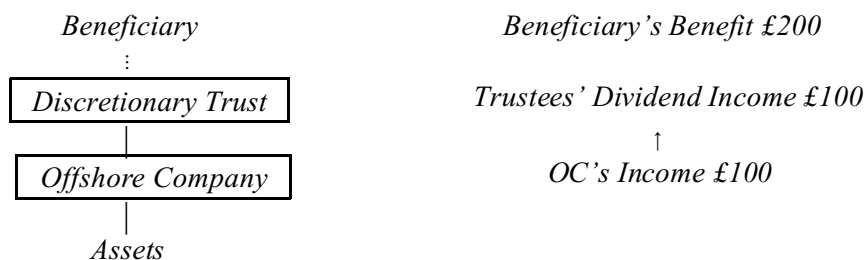 Beneficiary
Discretionary Trust
Offshore Company
Assets
Beneficiary’s Benefit £200
Trustees’ Dividend Income £100
↑
OC’s Income £100